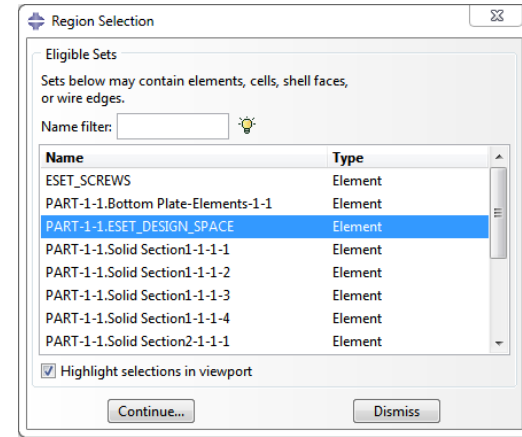 Region Selection
Eligible Sets
Sets below may contain elements, cells, shell faces,
or wire edges.
Name filter:
Name Type
ESET_SCREWS Element
PART-1-1.Bottom Plate-Elements-1-1 Element
PART-1-1.ESET_DESIGN_SPACE Element
PART-1-1.Solid Section1-1-1-1 Element
PART-1-1.Solid Section1-1-1-2 Element
PART-1-1.Solid Section1-1-1-3 Element
PART-1-1.Solid Section1-1-1-4 Element
PART-1-1.Solid Section2-1-1-1 Element
Highlight selections in viewport
Continue... Dismiss